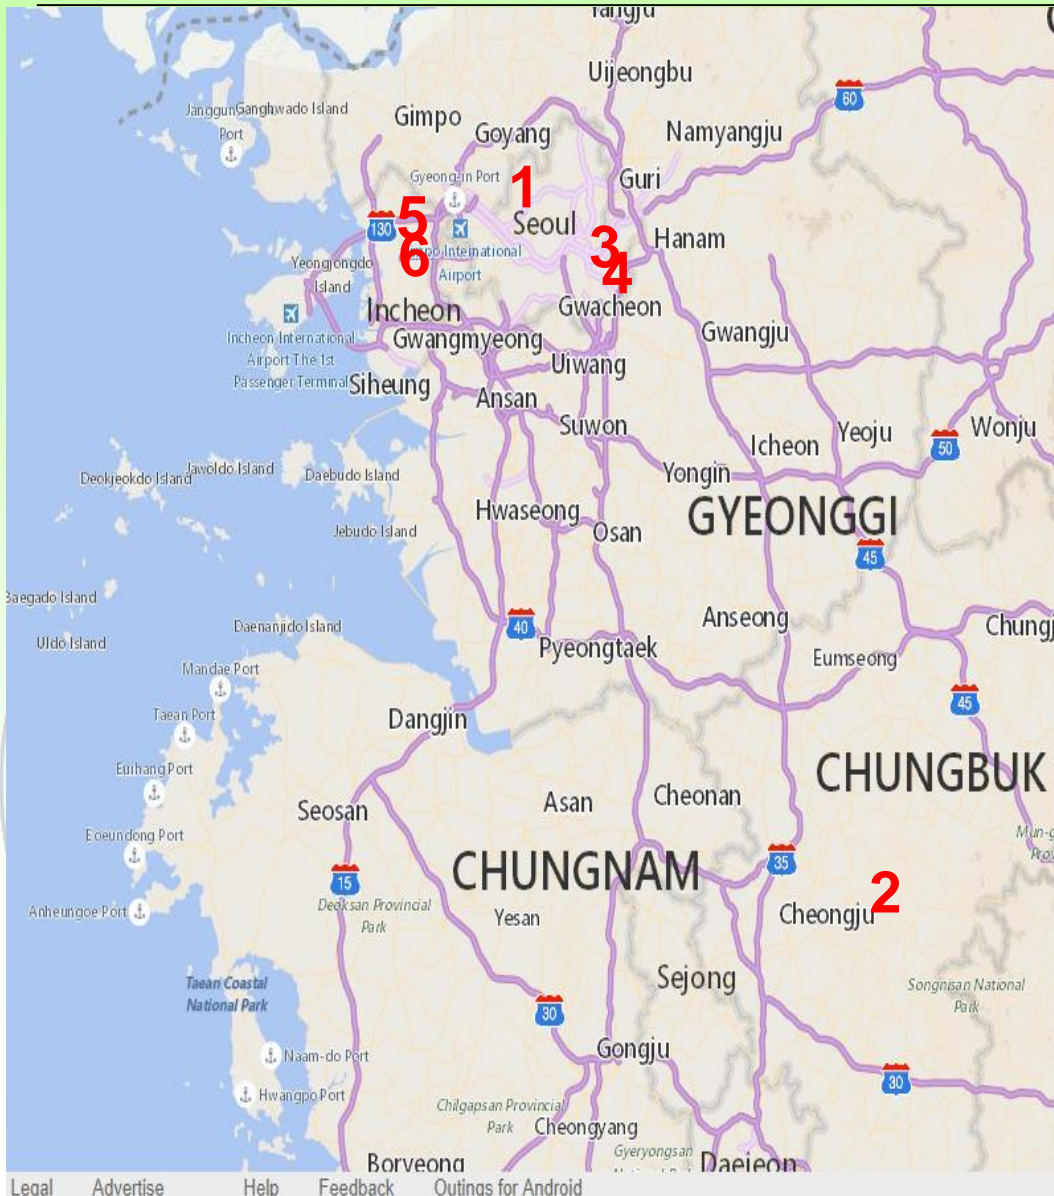 Yangju
Uijeongbu
60
Janggun
Port
Ganghwado Island
Gimpo
Goyang
Namyangju
Gyeong-in Port
1
Guri
5
130
Seoul
3
Hanam
6
International
Airport
4
Yeongjongdo
Island
Incheon
Gwacheon
Incheon International
Airport The 1st
Passenger Terminal
Gwangmyeong
Gwangju
Uiwang
Siheung
Ansan
Suwon
Icheon
Yeoju
Wonju
50
Deokjeokdo Island
Jawoldo Island
Daebudo Island
Yongin
Hwaseong
GYEONGGI
Jebudo Island
Osan
45
Baegado Island
Uldo Island
Daenanjido Island
40
Anseong
Pyeongtaek
Eumseong
Mandae Port
45
Taean Port
Dangjin
Euihang Port
CHUNGBUK
Seosan
Asan
Cheonan
Eoeundong Port
35
15
CHUNGNAM
2
Anheungoe Port
Deoksan Provincial
Park
Yesan
Cheongju
Taean Coastal
National Park
Sejong
Songnisan National
Park
30
Naam-do Port
Gongju
Hwangpo Port
30
Chilgapsan Provincial
Park
Cheongyang
Gyeryongsan
Boryeong
Daejeon
Legal Advertise Help Feedback Outings for Android